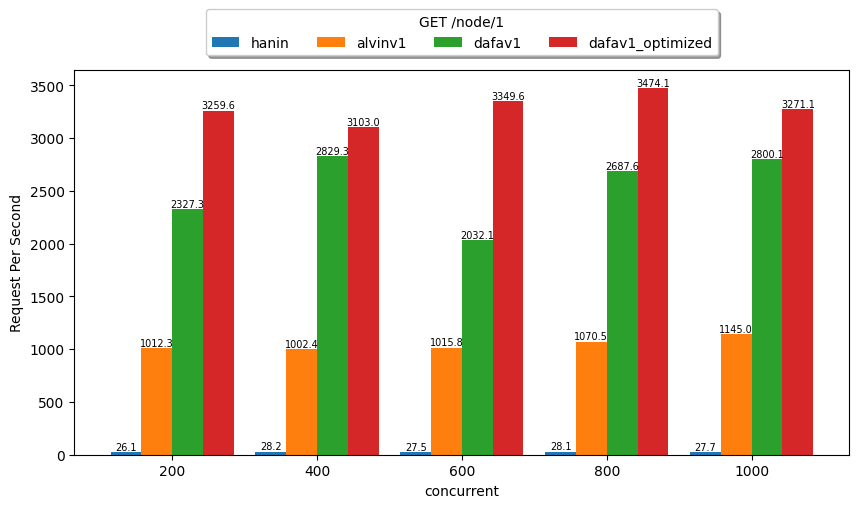 GET /node/1
hanin alvinv1 dafav1 dafav1_optimized
Request Per Second
3500
3000
2500
2000
1500
1000
500
0
26.1 1012.3 2327.3 3259.6
28.2 1002.4 2829.3 3103.0
27.5 1015.8 2032.1 3349.6
28.1 1070.5 2687.6 3474.1
27.7 1145.0 2800.1 3271.1
200 400 600 800 1000
concurrent